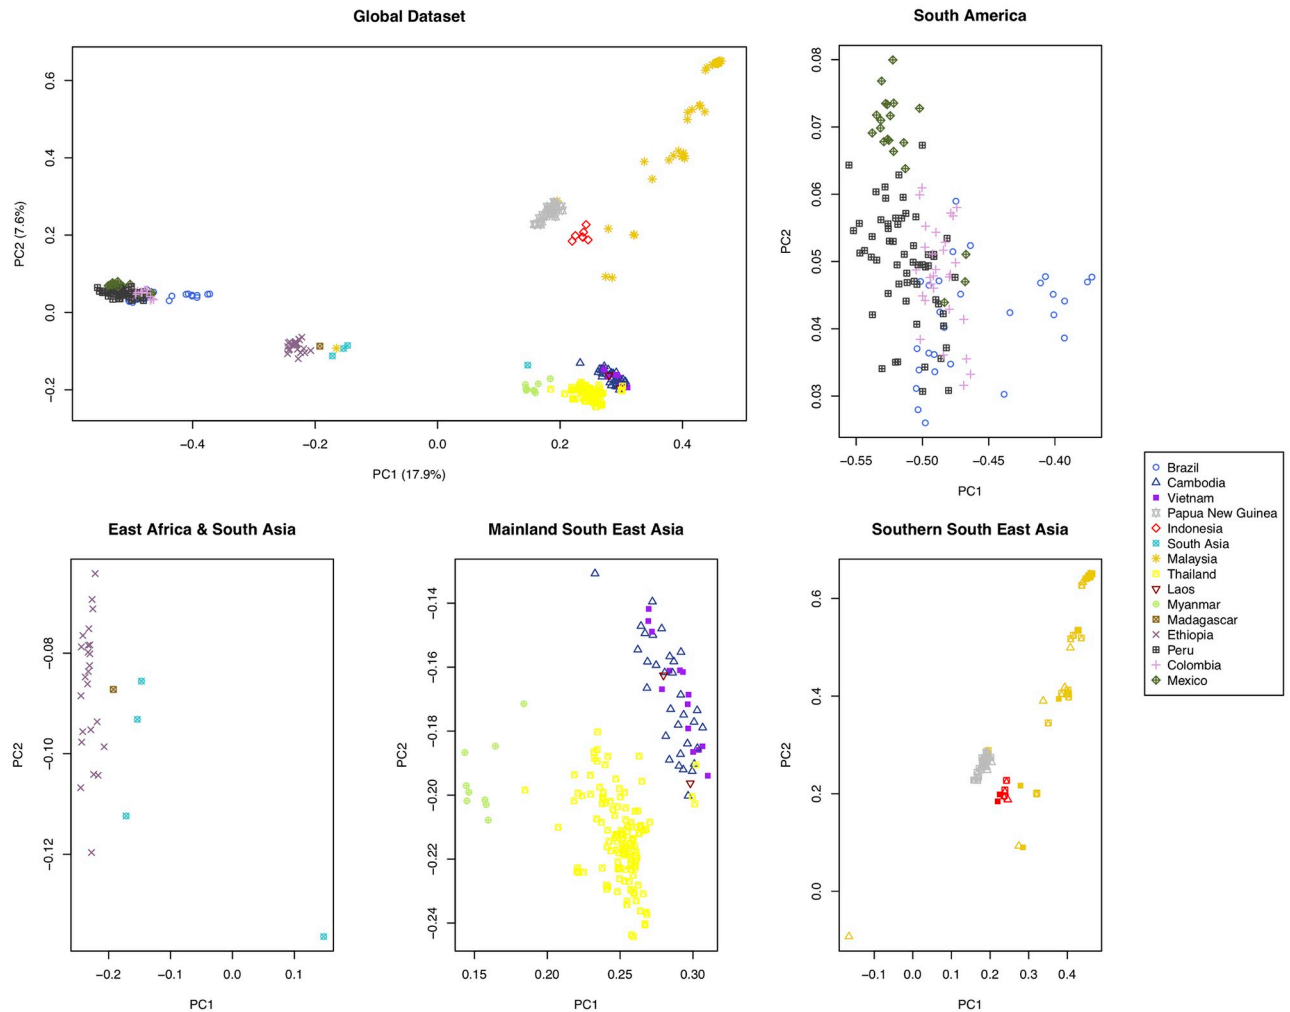 Global Dataset
South America
PC2 (7.6%)
0.6
0.4
0.2
0.0
−0.2
−0.4
−0.2
0.0
0.2
0.4
PC1 (17.9%)
PC2
0.08
0.07
0.06
0.05
0.04
0.03
−0.55
−0.50
−0.45
−0.40
PC1
Brazil
Cambodia
Vietnam
Papua New Guinea
Indonesia
South Asia
Malaysia
Thailand
Laos
Myanmar
Madagascar
Ethiopia
Peru
Colombia
Mexico
East Africa & South Asia
Mainland South East Asia
Southern South East Asia
PC2
−0.08
−0.10
−0.12
−0.2
−0.1
0.0
0.1
PC1
PC2
−0.14
−0.16
−0.18
−0.20
−0.22
−0.24
0.15
0.20
0.25
0.30
PC1
PC2
0.6
0.4
0.2
0.0
−0.1
0.0
0.1
0.2
0.3
0.4
PC1